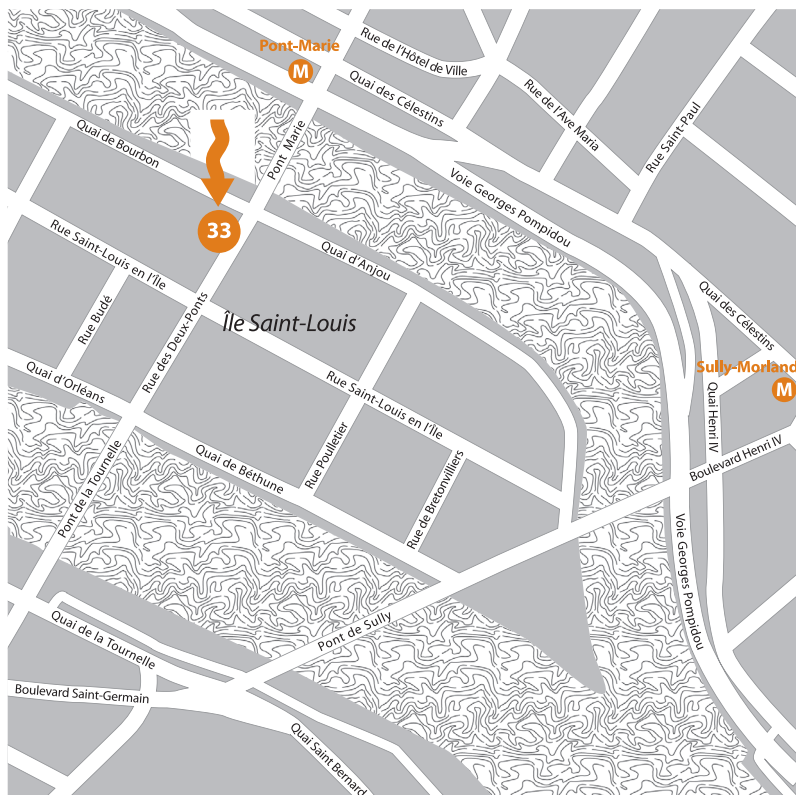 Pont-Marie
M
Rue de l'Hôtel de Ville
Quai des Célestins
Rue de l'Ave Maria
Rue Saint-Paul
Quai de Bourbon
Pont Marie
Voie Georges Pompidou
33
Quai d'Anjou
Rue Saint-Louis en l'Île
Rue Budé
Rue des Deux-Ponts
Île Saint-Louis
Quai des Célestins
Sully-Morland
M
Quai d'Orléans
Rue Saint-Louis en l'Île
Quai Henri IV
Boulevard Henri IV
Rue Poulletier
Quai de Béthune
Rue de Bretonvilliers
Pont de la Tournelle
Voie Georges Pompidou
Pont de Sully
Quai de la Tournelle
Boulevard Saint-Germain
Quai Saint Bernard